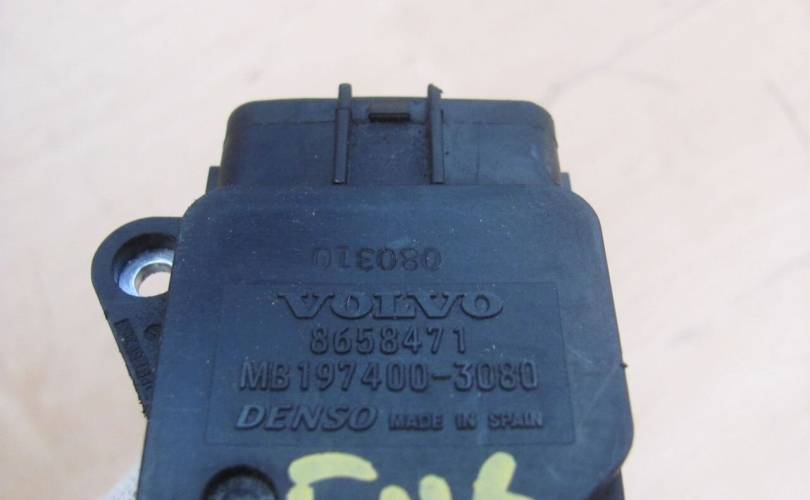 080310
VOLVO
8658471
MB197400-3080
DENSO MADE IN SPAIN